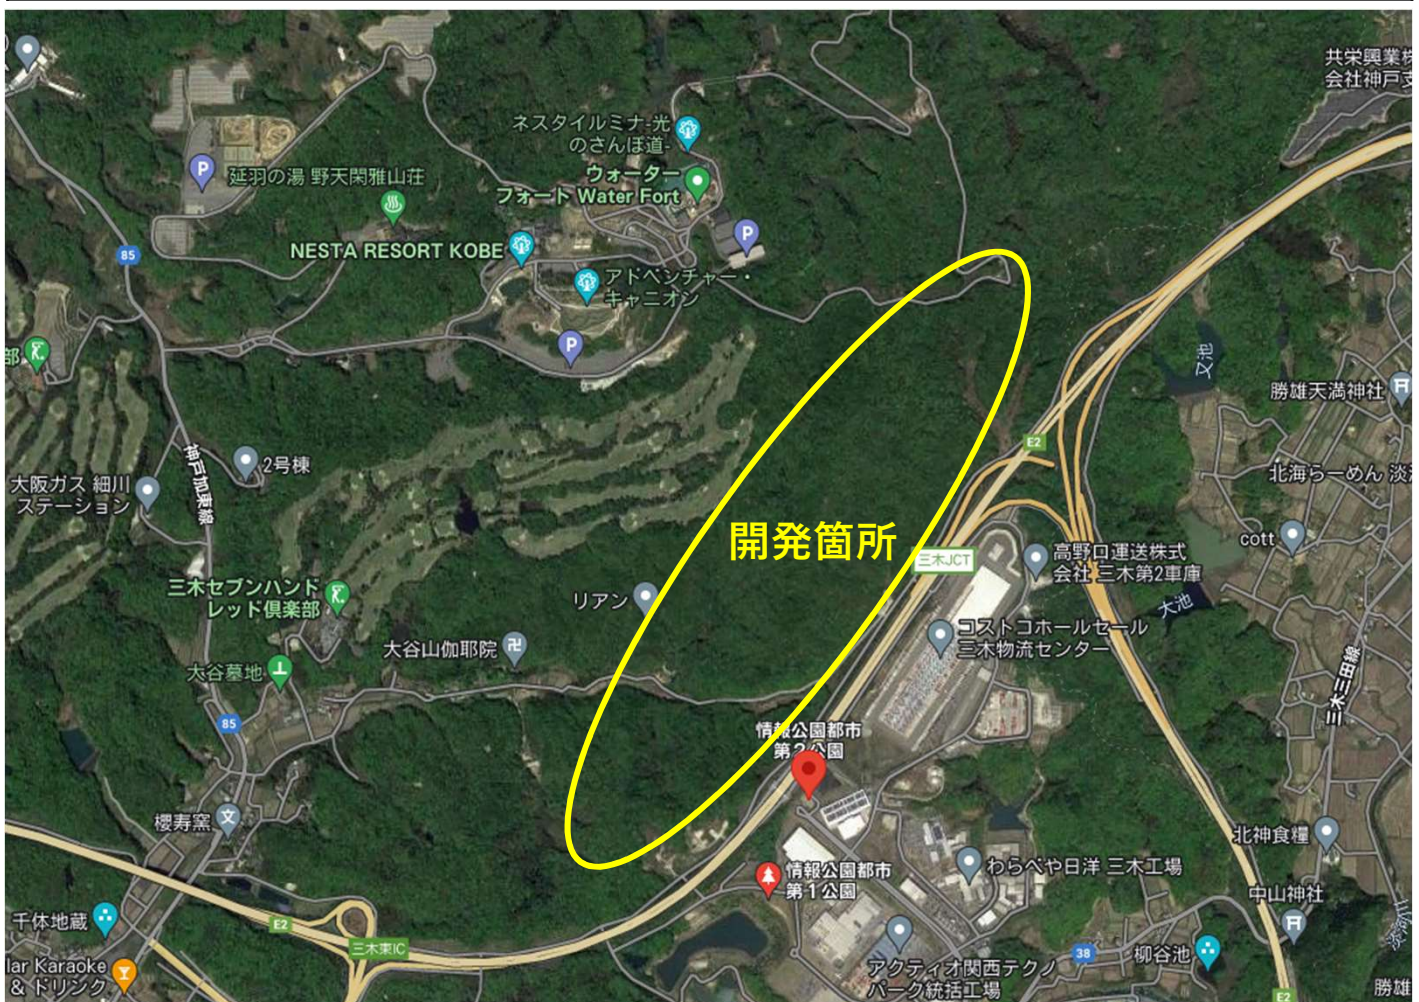 共栄興業株
会社神戸支
ネスタイルミナ-光
のさんぽ道-
ウォーター
フォート Water Fort
P
延羽の湯 野天閑雅山荘
P
NESTA RESORT KOBE
85
アドベンチャー・
キャニオン
P
部
又池
勝雄天満神社
E2
2号棟
神戸加東線
大阪ガス 細川
ステーション
北海らーめん 淡
開発箇所
cott
三木JCT
高野口運送株式
会社 三木第2車庫
三木セブンハンド
レッド倶楽部
リアン
大池
コストコホールセール
三木物流センター
大谷山伽耶院
卍
大谷墓地
三木三田線
85
情報公園都市
第2公園
櫻寿窯
文
北神食糧
わらべや日洋 三木工場
情報公園都市
第1公園
中山神社
千体地蔵
E2
三木東IC
38
柳谷池
淡河川
lar Karaoke
& ドリンク
アクティオ関西テクノ
パーク統括工場
E2
勝雄